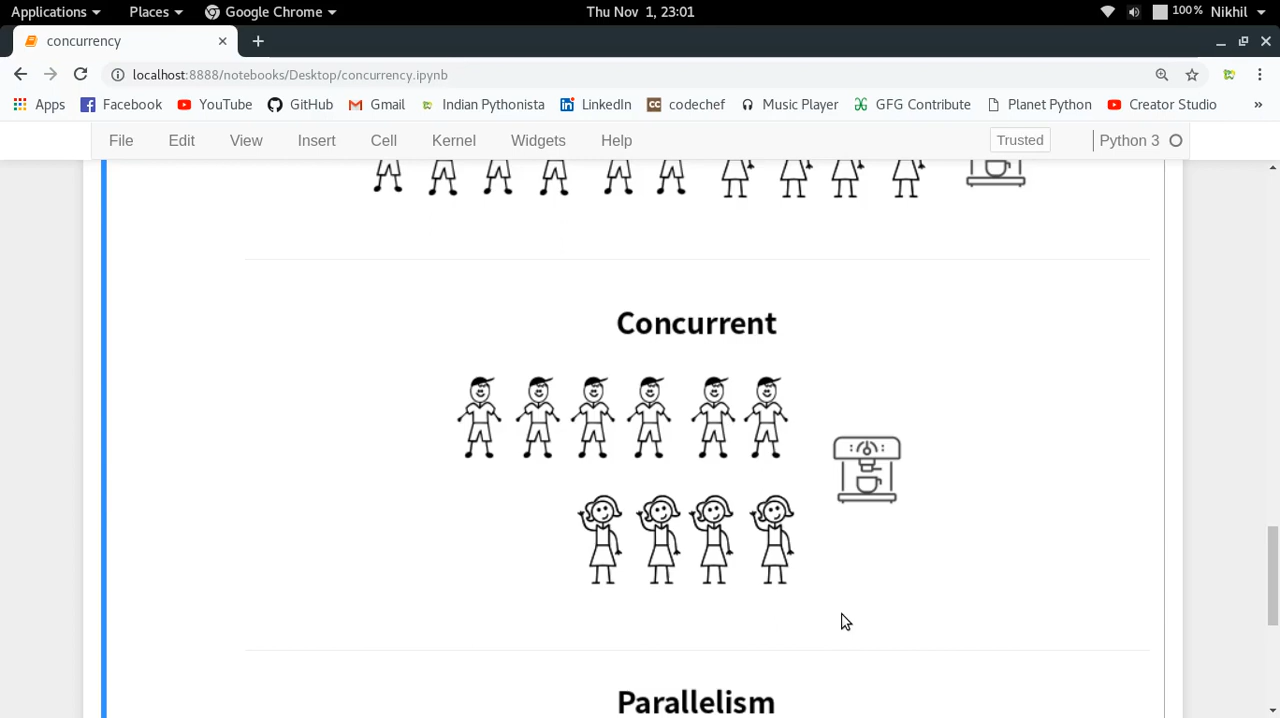 Applications Places Google Chrome Thu Nov 1, 23:01 100% Nikhil
concurrency
localhost:8888/notebooks/Desktop/concurrency.ipynb
Apps Facebook YouTube GitHub Gmail Indian Pythonista LinkedIn CC codechef Music Player GFG Contribute Planet Python Creator Studio »
File Edit View Insert Cell Kernel Widgets Help Trusted Python 3
Concurrent
Parallelism